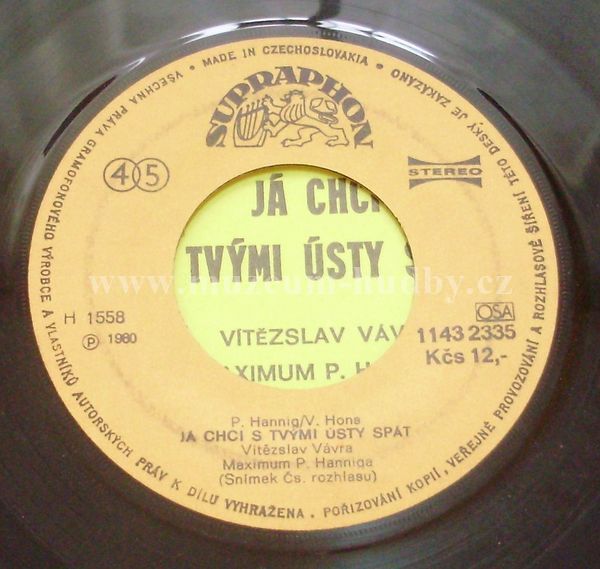 VŠECHNA PRÁVA GRAMOFONOVÉHO VÝROBCE A VLASTNÍKŮ AUTORSKÝCH PRÁV K DÍLU VYHRAŽENA. POŘIZOVÁNÍ KOPIÍ, VEŘEJNÉ PROVOZOVÁNÍ A ROZHLASOVÉ ŠÍŘENÍ TÉTO DESKY JE ZAKÁZÁNO • MADE IN CZECHOSLOVAKIA •
SUPRAPHON
45
STEREO
JÁ CHCI
TVÝMI ÚSTY S
www.muzeum-hudby.cz
H 1558
OSA
P 1980
VÍTĚZSLAV VÁV
1143 2335
Kčs 12,-
AXIMUM P. H
P. Hannig/V. Hons
JÁ CHCI S TVÝMI ÚSTY SPÁT
Vítězslav Vávra
Maximum P. Hanniga
(Snímek Čs. rozhlasu)